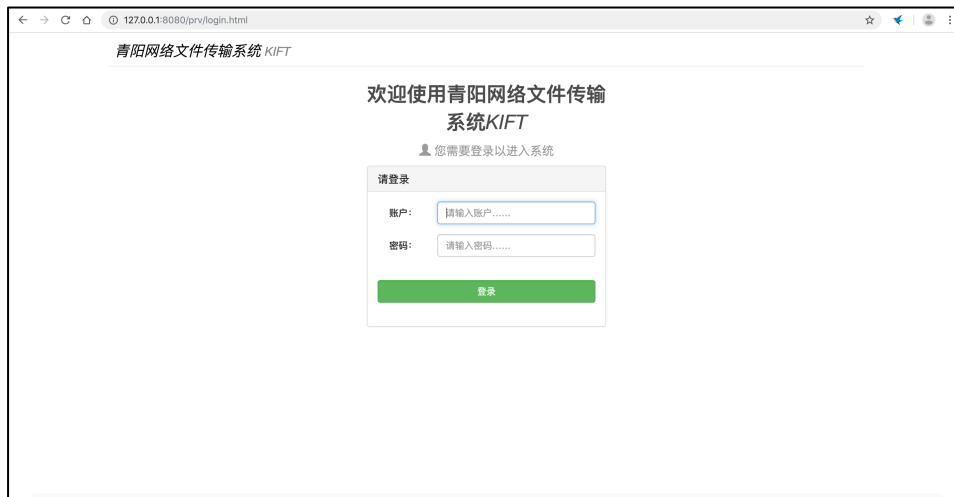 127.0.0.1:8080/prv/login.html
青阳网络文件传输系统 KIFT
欢迎使用青阳网络文件传输
系统KIFT
您需要登录以进入系统
请登录
账户：
请输入账户......
密码：
请输入密码......
登录